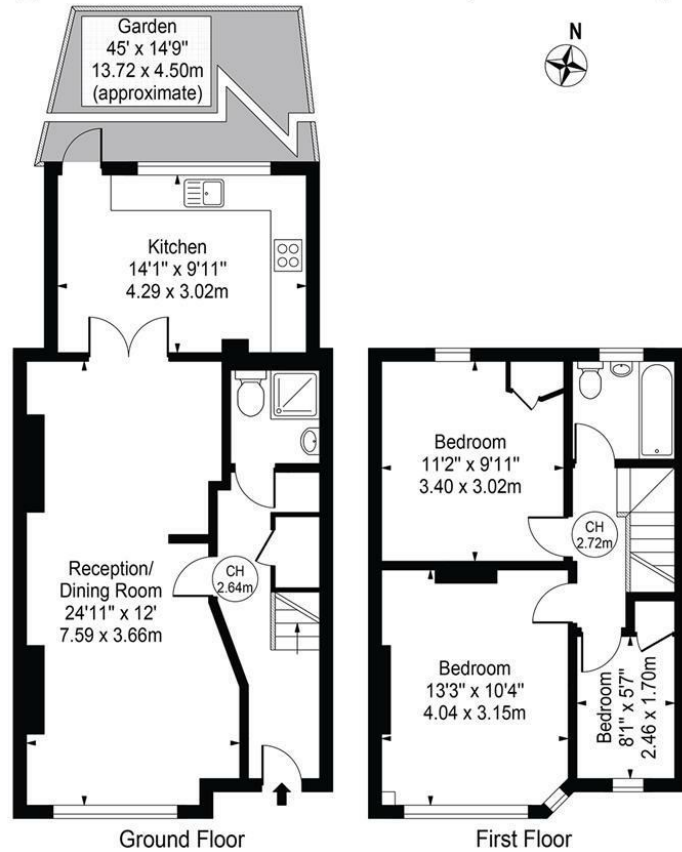 Garden
45' x 14'9"
13.72 x 4.50m
(approximate)
N
Kitchen
14'1" x 9'11"
4.29 x 3.02m
Reception/
Dining Room
24'11" x 12'
7.59 x 3.66m
CH
2.64m
Ground Floor
Bedroom
11'2" x 9'11"
3.40 x 3.02m
CH
2.72m
Bedroom
13'3" x 10'4"
4.04 x 3.15m
Bedroom
8'1" x 5'7"
2.46 x 1.70m
First Floor